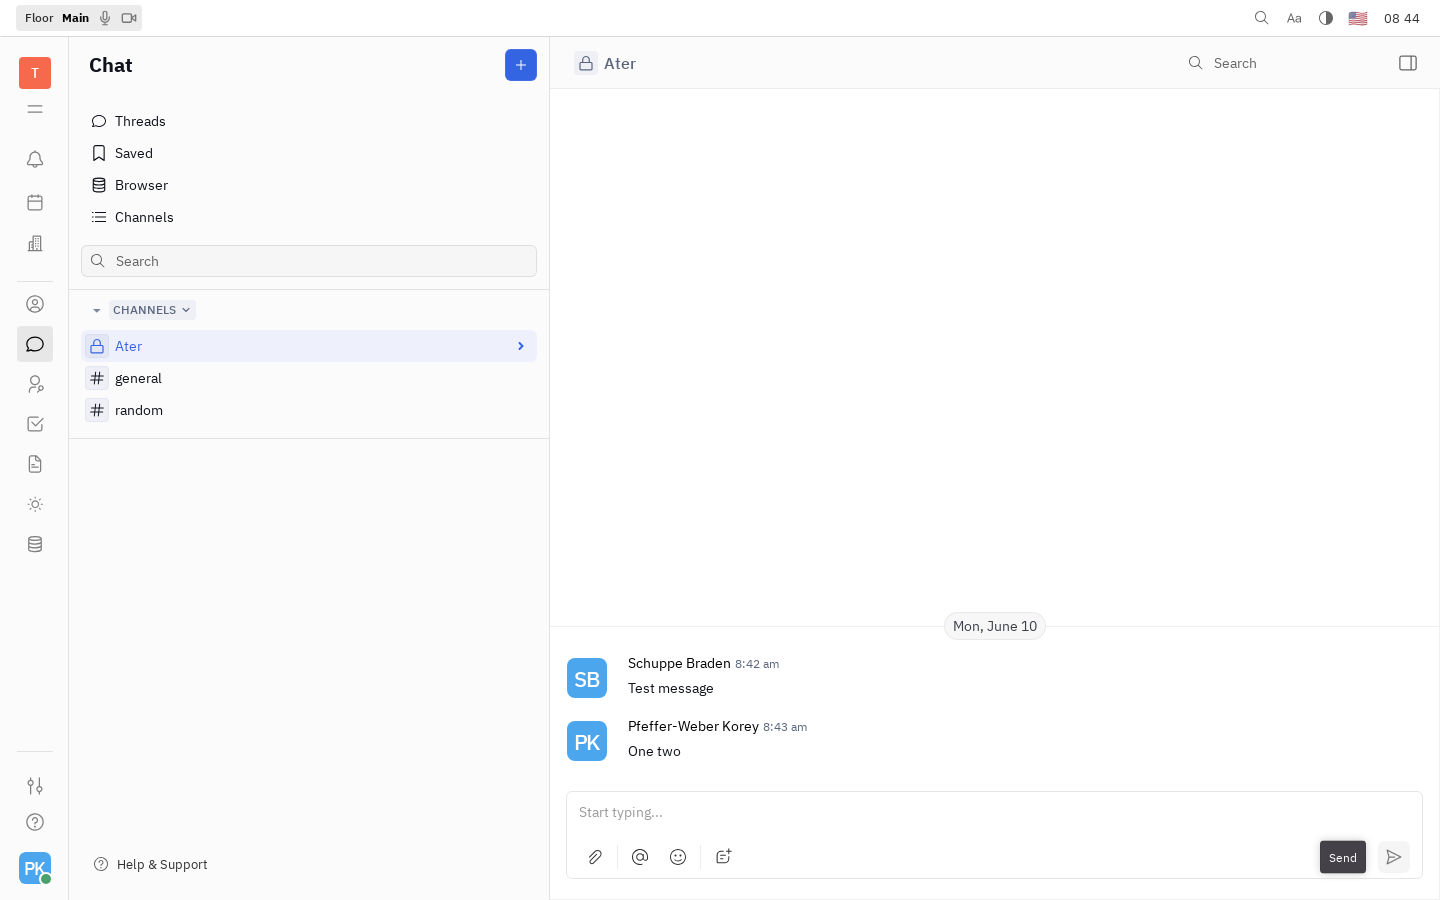 Floor Main
Aa
08 44
T
Chat
Threads
Saved
Browser
Channels
Search
CHANNELS
Ater
general
random
Help & Support
PK
Ater
Search
Mon, June 10
SB
Schuppe Braden 8:42 am
Test message
PK
Pfeffer-Weber Korey 8:43 am
One two
Start typing...
Send